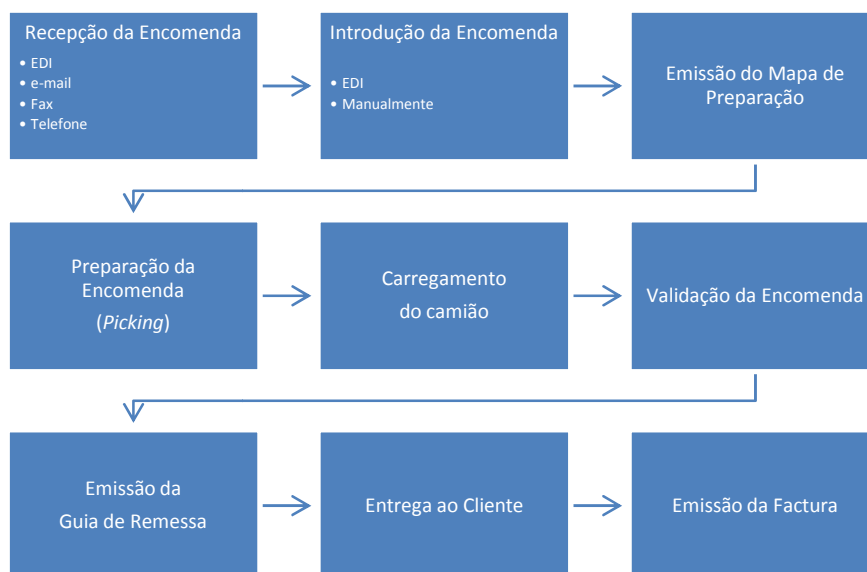 Recepção da Encomenda
• EDI
• e-mail
• Fax
• Telefone
Introdução da Encomenda
• EDI
• Manualmente
Emissão do Mapa de
Preparação
Preparação da
Encomenda
(Picking)
Carregamento
do camião
Validação da Encomenda
Emissão da
Guia de Remessa
Entrega ao Cliente
Emissão da Factura